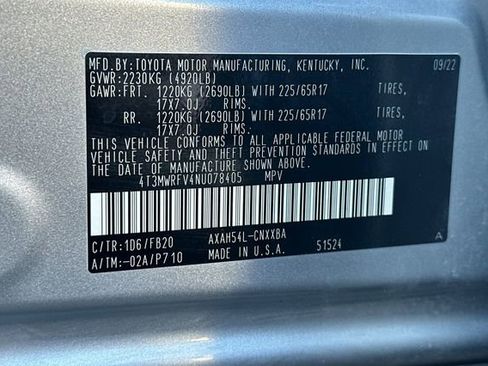 MFD.BY: TOYOTA MOTOR MANUFACTURING, KENTUCKY, INC. 09/22
GVWR: 2230KG (4920LB)
GAWR: FRT. 1220KG (2690LB) WITH 225/65R17 TIRES,
17X7.0J RIMS.
RR. 1220KG (2690LB) WITH 225/65R17 TIRES,
17X7.0J RIMS.
THIS VEHICLE CONFORMS TO ALL APPLICABLE FEDERAL MOTOR
VEHICLE SAFETY AND THEFT PREVENTION STANDARDS IN EFFECT ON
THE DATE OF MANUFACTURE SHOWN ABOVE.
4T3MWRFV4NU078405 MPV
C/TR: 1D6/FB20 AXAH54L-CNXXBA
A/TM: -02A/P710 MADE IN U.S.A. 51524 A